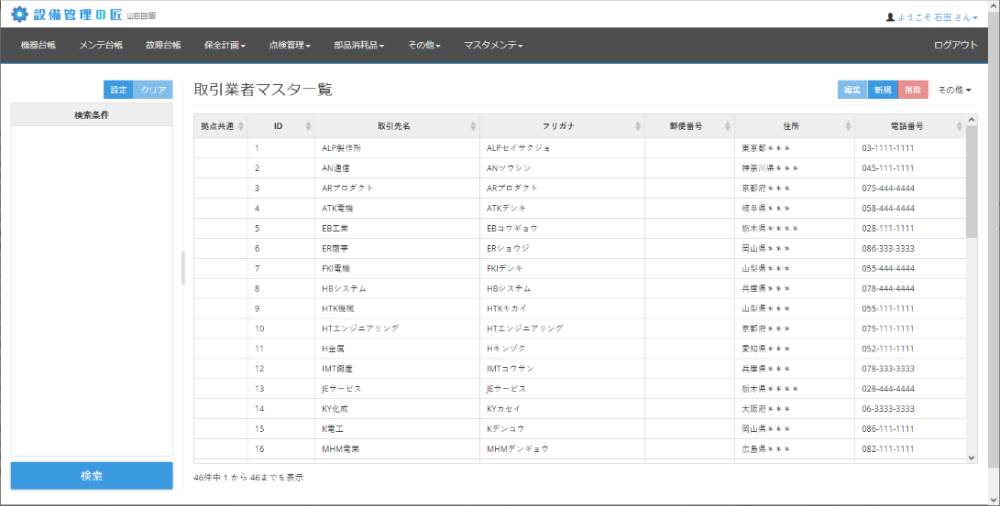 設備管理の匠 WEB版
ようこそ 石田 さん
機器台帳 メンテ台帳 故障台帳 保全計画 点検管理 部品消耗品 その他 マスタメンテ ログアウト
設定 クリア
検索条件
検索
取引業者マスタ一覧
編集 新規 削除 その他
拠点共通 ID 取引先名 フリガナ 郵便番号 住所 電話番号
1 ALP製作所 ALPセイサクジョ 東京都＊＊＊ 03-1111-1111
2 AN通信 ANツウシン 神奈川県＊＊＊ 045-111-1111
3 ARプロダクト ARプロダクト 京都府＊＊＊ 075-444-4444
4 ATK電機 ATKデンキ 岐阜県＊＊＊ 058-444-4444
5 EB工業 EBコウギョウ 栃木県＊＊＊＊ 028-111-1111
6 ER商事 ERショウジ 岡山県＊＊＊ 086-333-3333
7 FKI電機 FKIデンキ 山梨県＊＊＊ 055-444-4444
8 HBシステム HBシステム 兵庫県＊＊＊ 078-444-4444
9 HTK機械 HTKキカイ 山梨県＊＊＊ 055-111-1111
10 HTエンジニアリング HTエンジニアリング 京都府＊＊＊ 075-111-1111
11 H金属 Hキンゾク 愛知県＊＊＊ 052-111-1111
12 IMT興産 IMTコウサン 兵庫県＊＊＊ 078-333-3333
13 JEサービス JEサービス 栃木県＊＊＊＊ 028-444-4444
14 KY化成 KYカセイ 大阪府＊＊＊ 06-3333-3333
15 K電工 Kデンコウ 岡山県＊＊＊ 086-111-1111
16 MHM電業 MHMデンギョウ 広島県＊＊＊ 082-111-1111
46件中 1 から 46までを表示